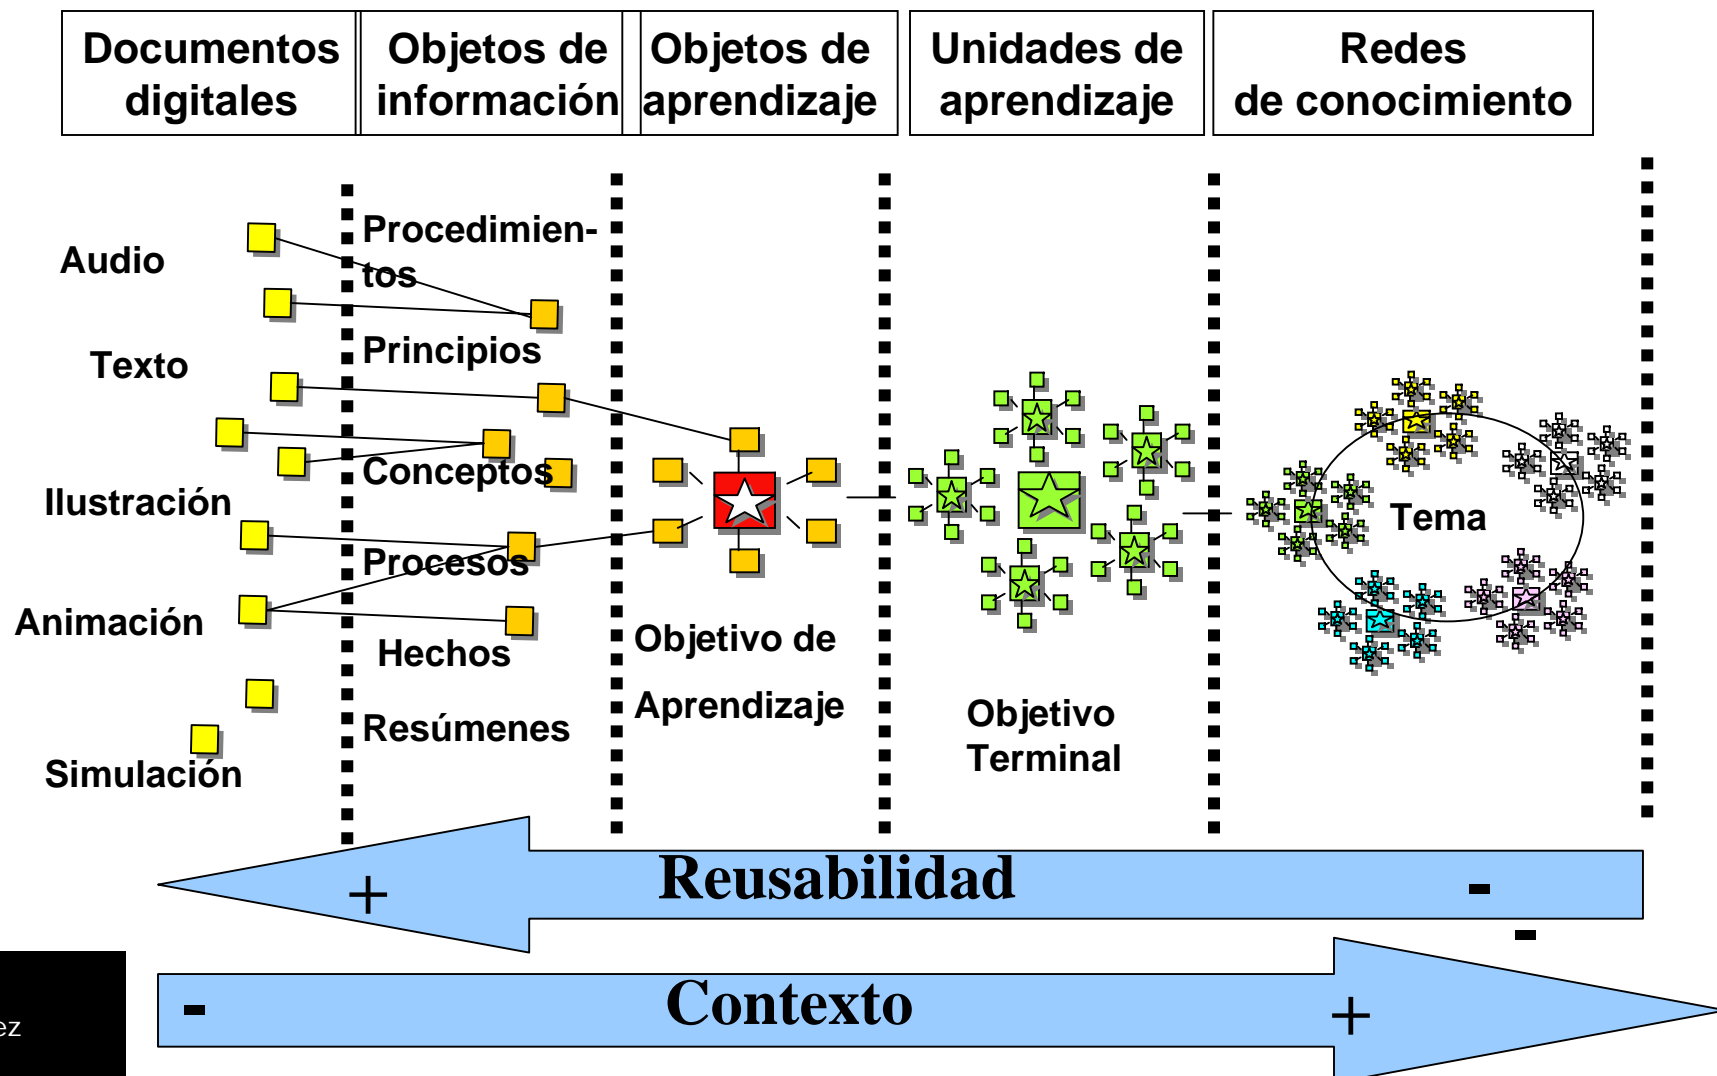 Documentos
digitales
Objetos de
información
Objetos de
aprendizaje
Unidades de
aprendizaje
Redes
de conocimiento
Audio
Texto
Ilustración
Animación
Simulación
Procedimien-
tos
Principios
Conceptos
Procesos
Hechos
Resúmenes
Objetivo de
Aprendizaje
Objetivo
Terminal
Tema
+ Reusabilidad -
-
- Contexto +
ez